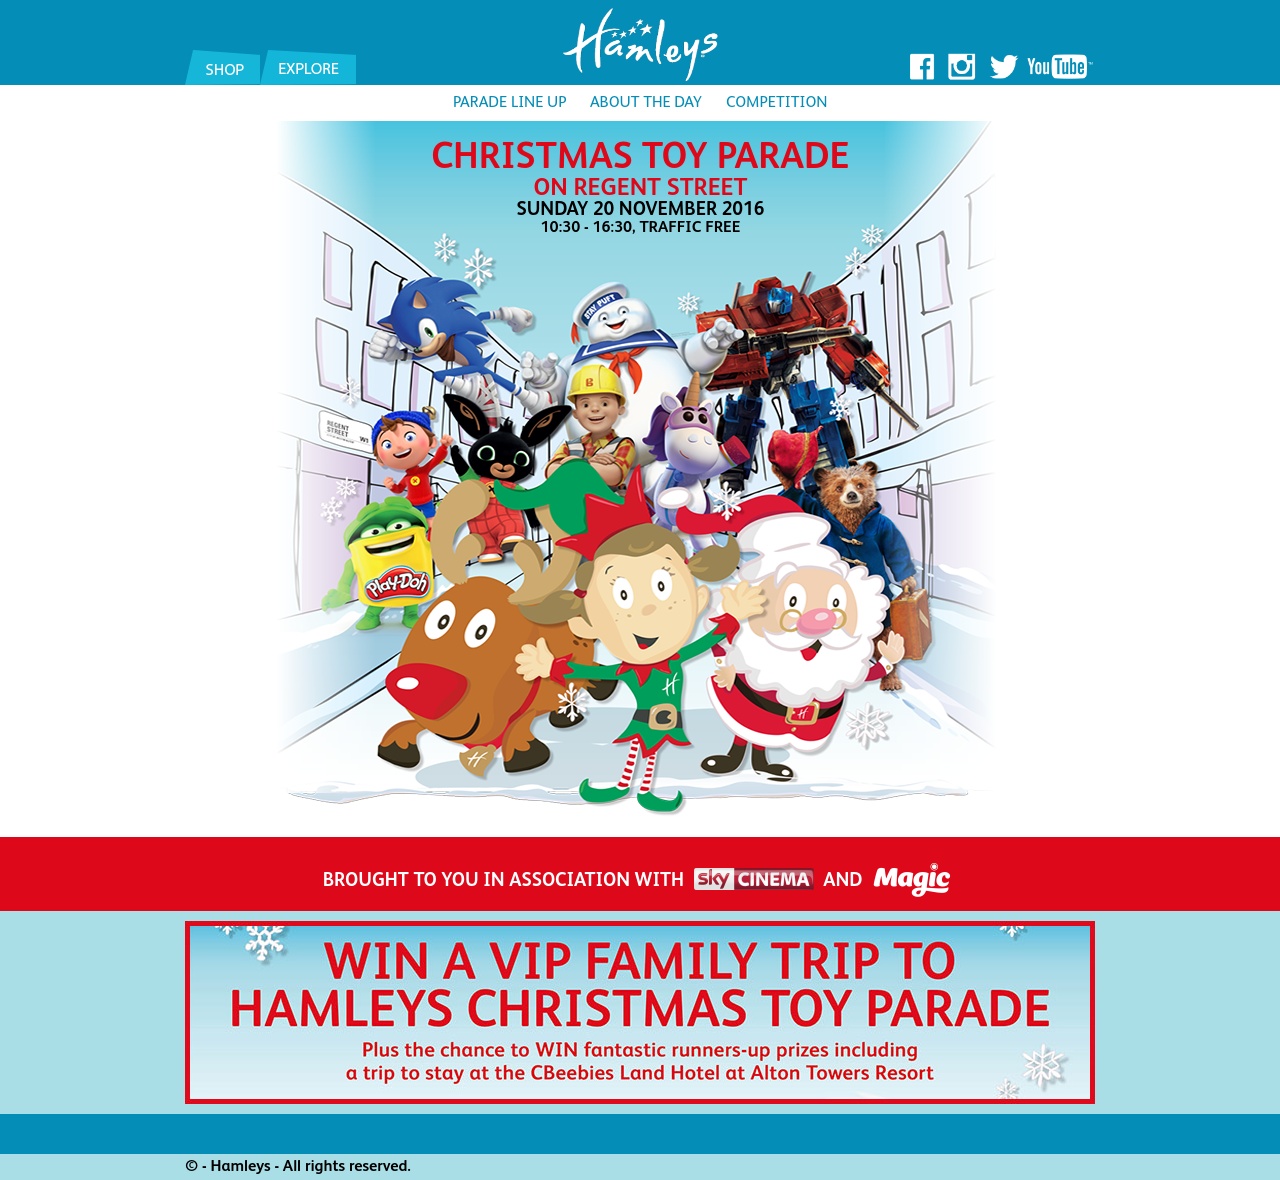 Hamleys
SHOP
EXPLORE
You Tube
PARADE LINE UP
ABOUT THE DAY
COMPETITION
CHRISTMAS TOY PARADE
ON REGENT STREET
SUNDAY 20 NOVEMBER 2016
10:30 - 16:30, TRAFFIC FREE
STAY PUFT
B
REGENT
STREET
W1
PLAY-DOH
H
H
H
BROUGHT TO YOU IN ASSOCIATION WITH sky CINEMA AND Magic
WIN A VIP FAMILY TRIP TO
HAMLEYS CHRISTMAS TOY PARADE
Plus the chance to WIN fantastic runners-up prizes including
a trip to stay at the CBeebies Land Hotel at Alton Towers Resort
© - Hamleys - All rights reserved.